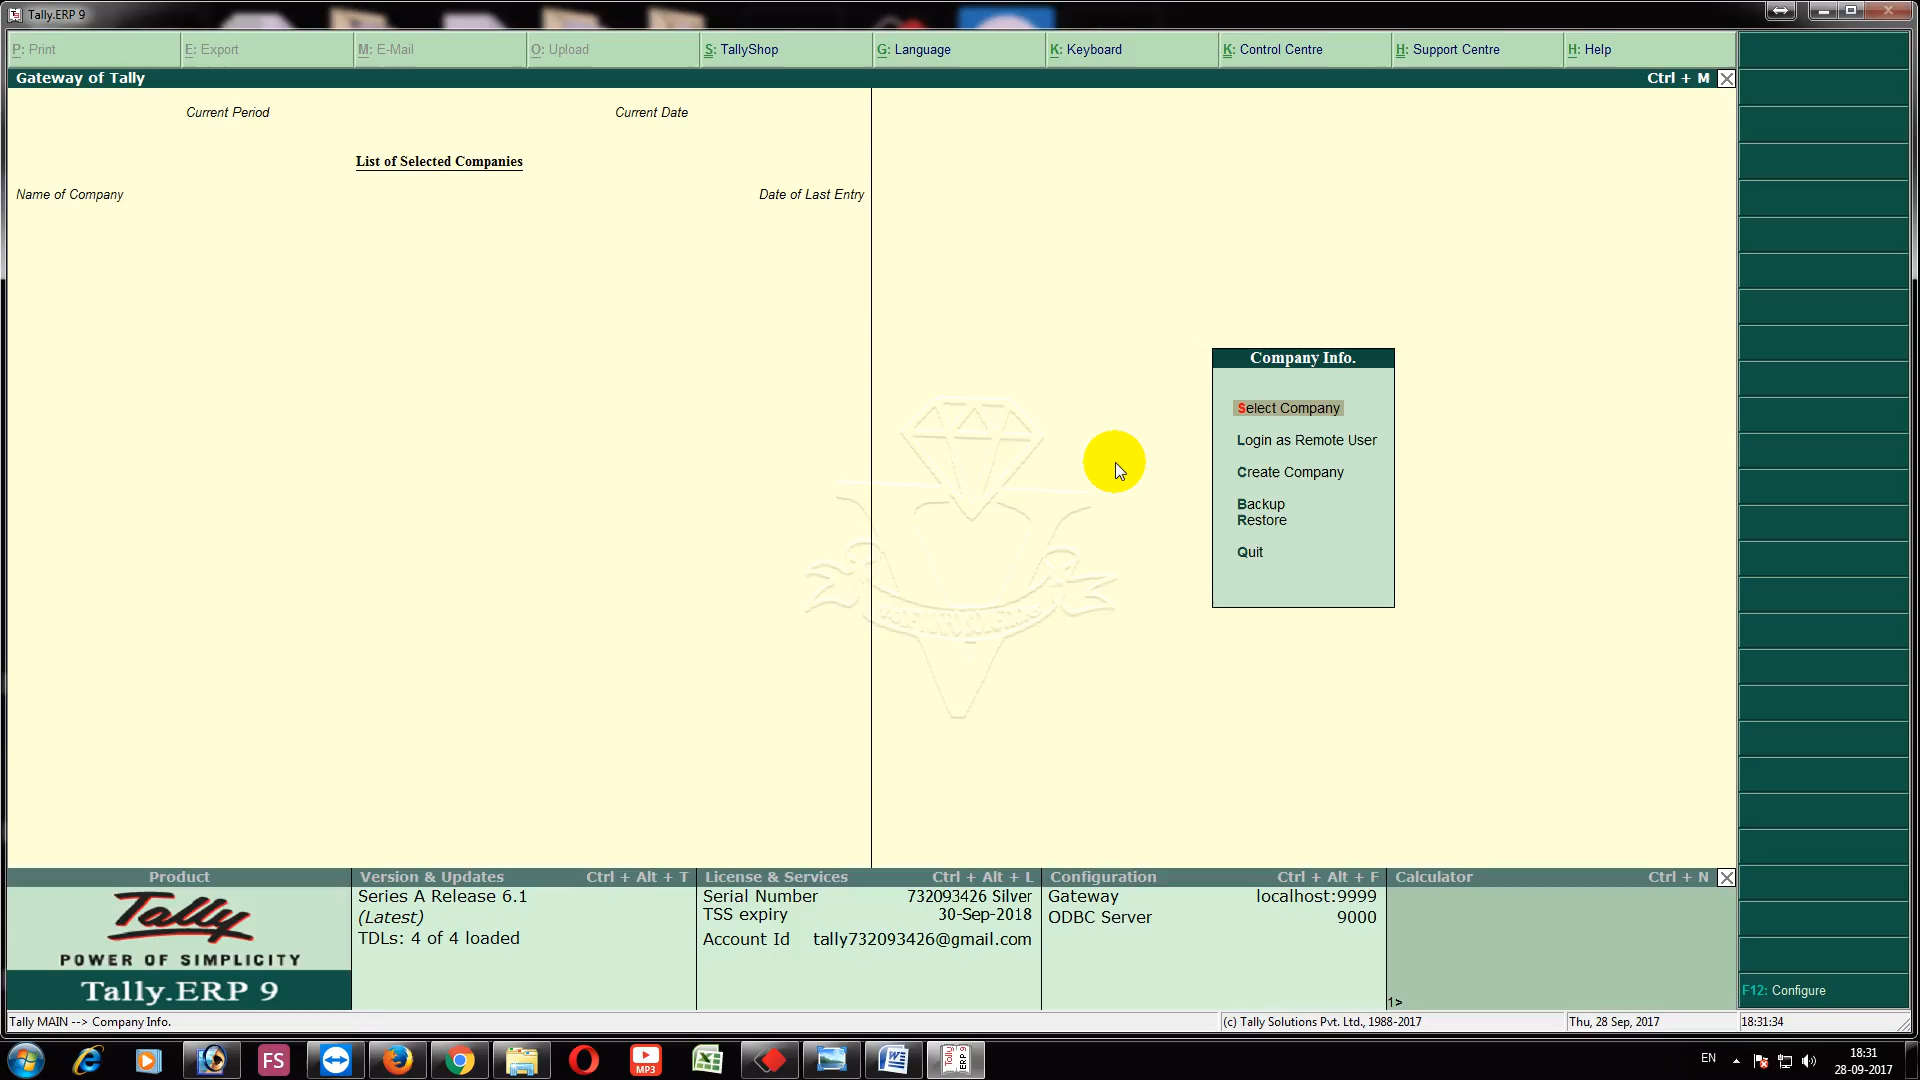 Tally.ERP 9
P: Print
E: Export
M: E-Mail
O: Upload
S: TallyShop
G: Language
K: Keyboard
K: Control Centre
H: Support Centre
H: Help
Gateway of Tally
Ctrl + M
Current Period
Current Date
List of Selected Companies
Name of Company
Date of Last Entry
Company Info.
Select Company
Login as Remote User
Create Company
Backup
Restore
Quit
Product
Tally
POWER OF SIMPLICITY
Tally.ERP 9
Version & Updates Ctrl + Alt + T
Series A Release 6.1
(Latest)
TDLs: 4 of 4 loaded
License & Services Ctrl + Alt + L
Serial Number 732093426 Silver
TSS expiry 30-Sep-2018
Account Id tally732093426@gmail.com
Configuration Ctrl + Alt + F
Gateway localhost:9999
ODBC Server 9000
Calculator Ctrl + N
1>
F12: Configure
Tally MAIN --> Company Info.
(c) Tally Solutions Pvt. Ltd., 1988-2017
Thu, 28 Sep, 2017
18:31:34
FS
MP3
Tally
ERP 9
EN
18:31
28-09-2017